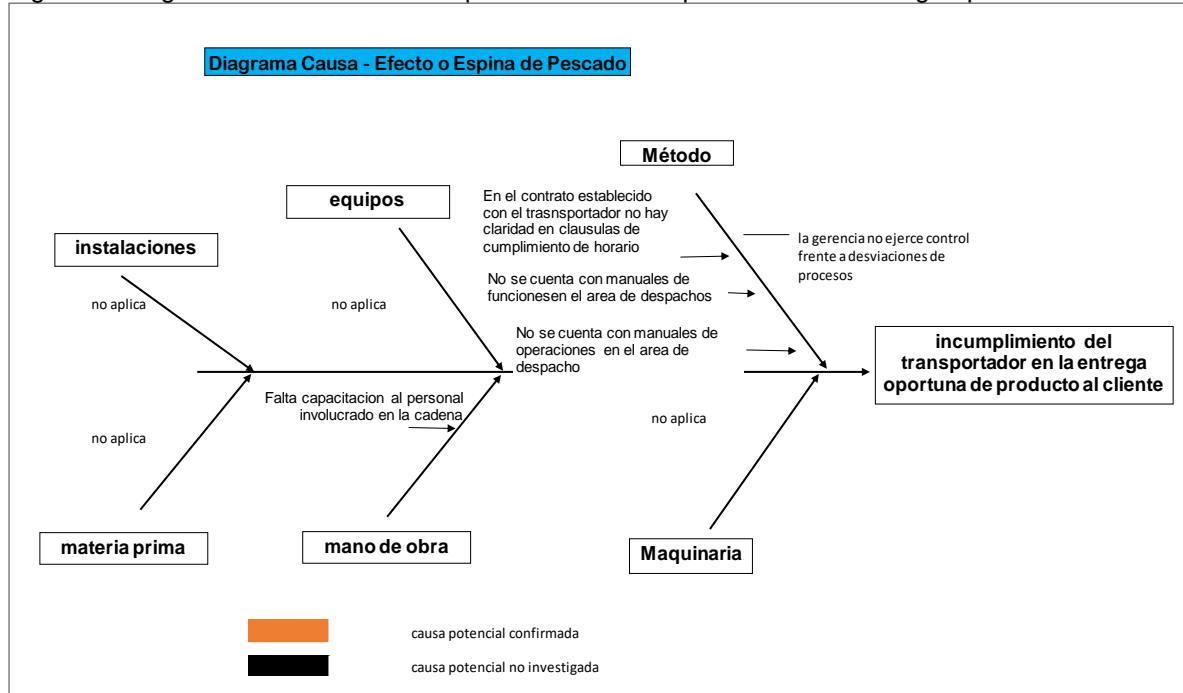 Diagrama Causa - Efecto o Espina de Pescado
Método
equipos
instalaciones
En el contrato establecido
con el trasnsportador no hay
claridad en clausulas de
cumplimiento de horario
la gerencia no ejerce control
frente a desviaciones de
procesos
no aplica
no aplica
No se cuenta con manuales de
funcionesen el area de despachos
No se cuenta con manuales de
operaciones en el area de
despacho
incumplimiento del
transportador en la entrega
oportuna de producto al cliente
Falta capacitacion al personal
involucrado en la cadena
no aplica
no aplica
materia prima
mano de obra
Maquinaria
causa potencial confirmada
causa potencial no investigada